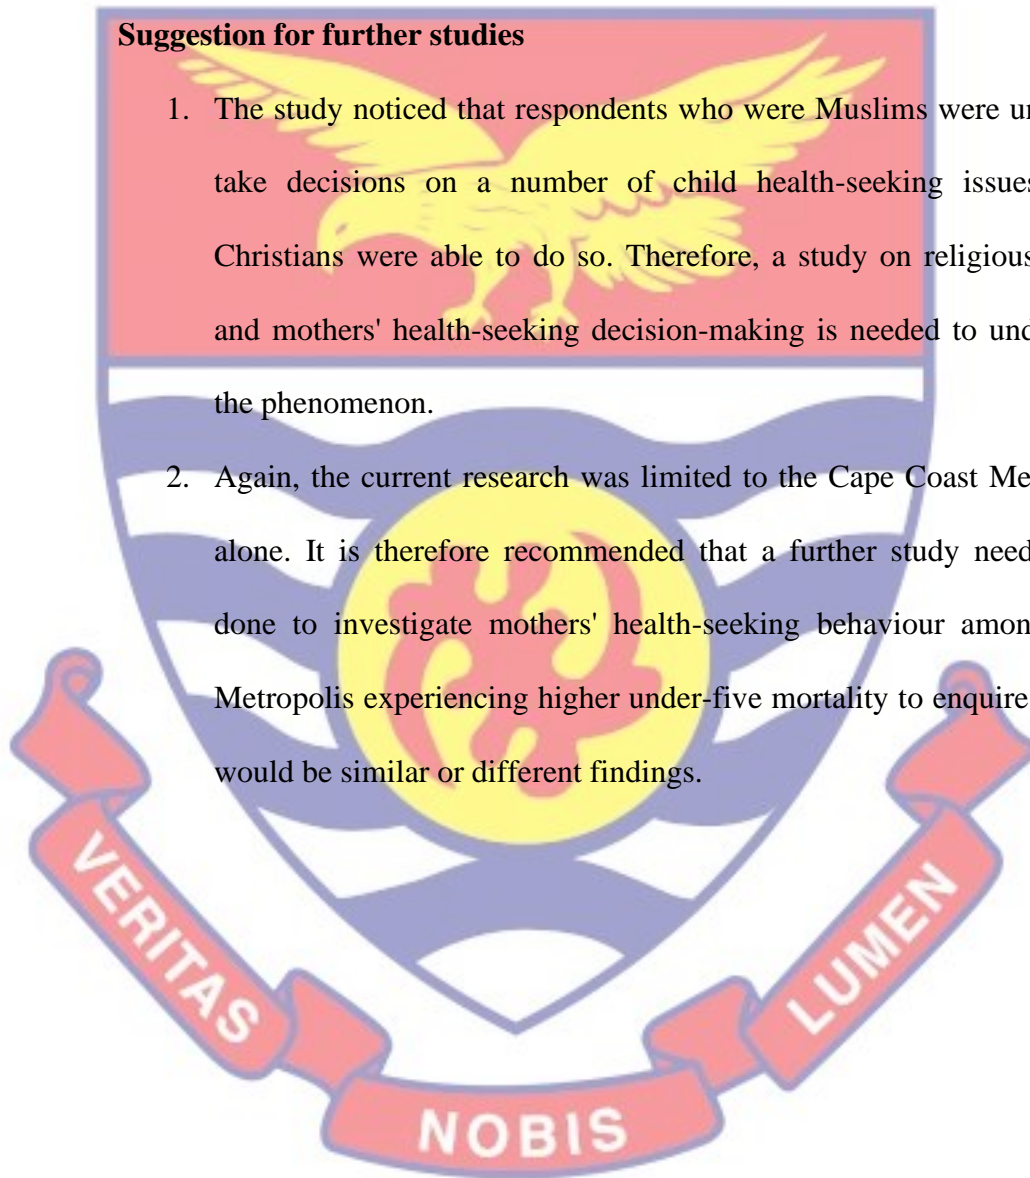 Suggestion for further studies
1. The study noticed that respondents who were Muslims were
take decisions on a number of child health-seeking issues
Christians were able to do so. Therefore, a study on religious
and mothers' health-seeking decision-making is needed to
the phenomenon.
2. Again, the current research was limited to the Cape Coast
alone. It is therefore recommended that a further study
done to investigate mothers' health-seeking behaviour
Metropolis experiencing higher under-five mortality to enquire
would be similar or different findings.
VERITAS
NOBIS
LUMEN